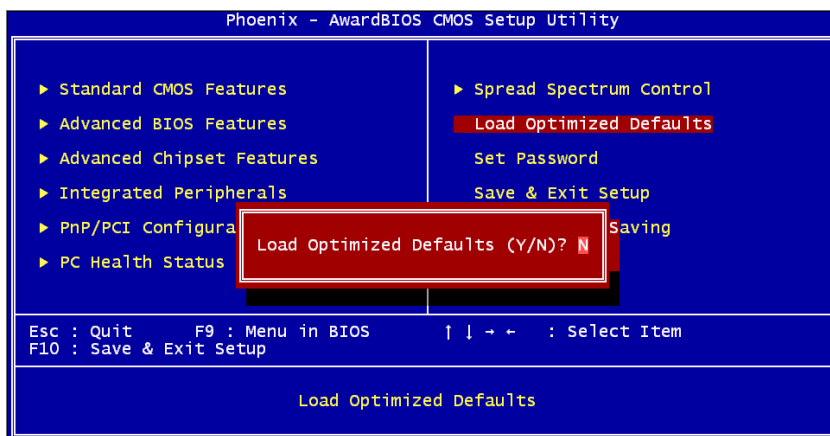 Phoenix - AwardBIOS CMOS Setup Utility
▶ Standard CMOS Features
▶ Advanced BIOS Features
▶ Advanced Chipset Features
▶ Integrated Peripherals
▶ PnP/PCI Configura
▶ PC Health Status
▶ Spread Spectrum Control
Load Optimized Defaults
Set Password
Save & Exit Setup
Saving
Load Optimized Defaults (Y/N)? N
Esc : Quit F9 : Menu in BIOS ↑ ↓ → ← : Select Item
F10 : Save & Exit Setup
Load Optimized Defaults